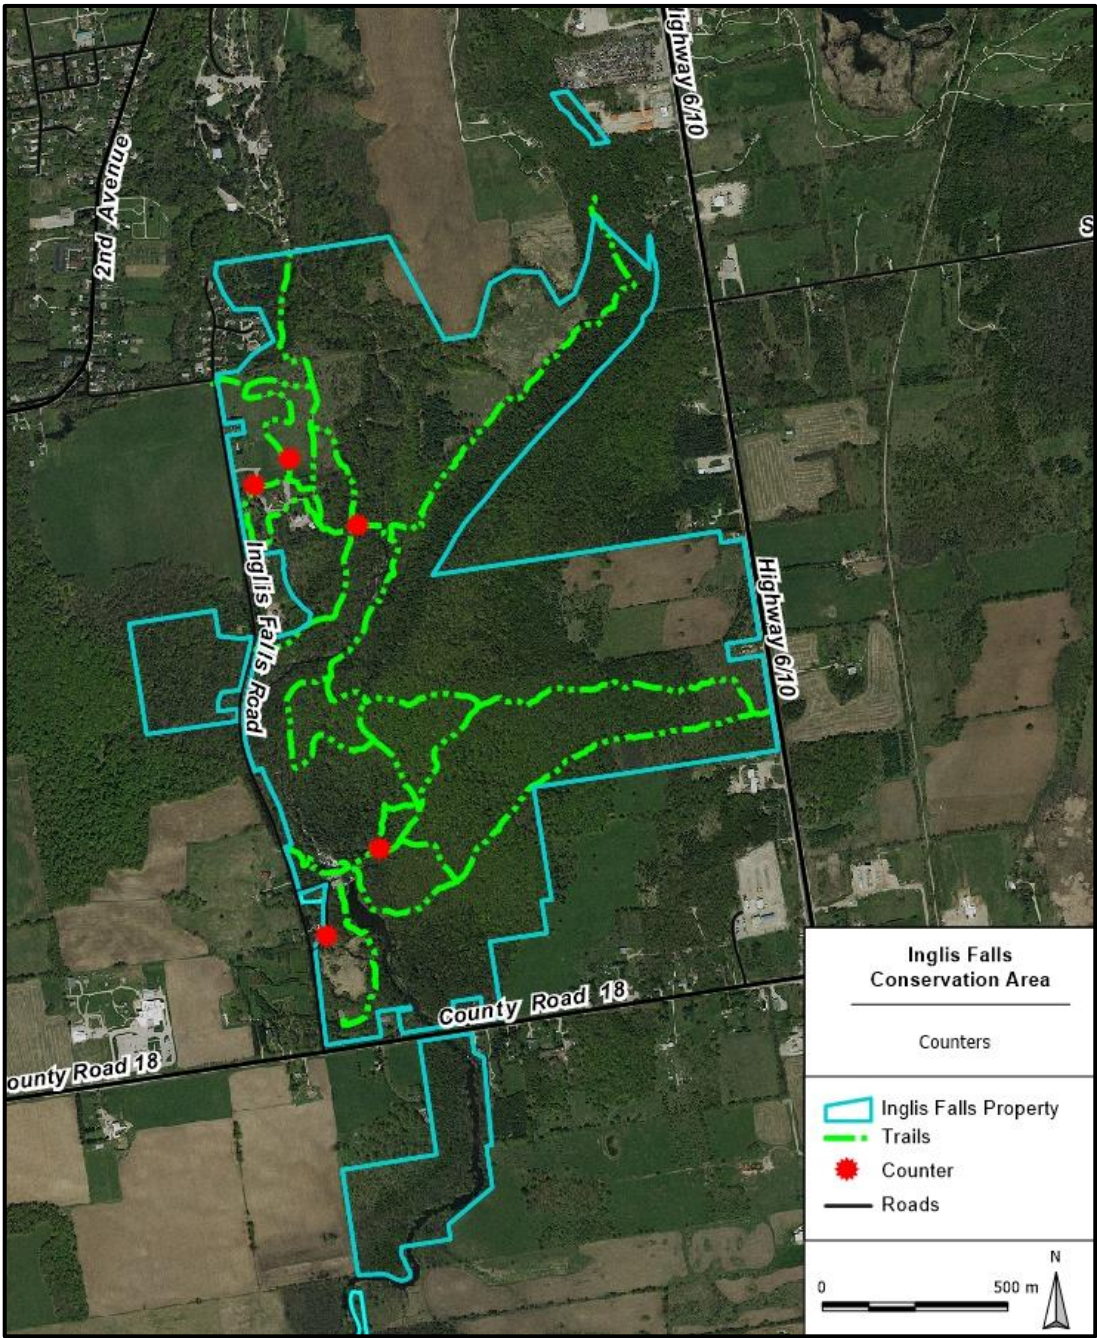 ighway 6/10
2nd Avenue
S
Inglis Falls Road
Highway 6/10
County Road 18
ounty Road 18
Inglis Falls
Conservation Area
Counters
Inglis Falls Property
Trails
Counter
Roads
N
0 500 m